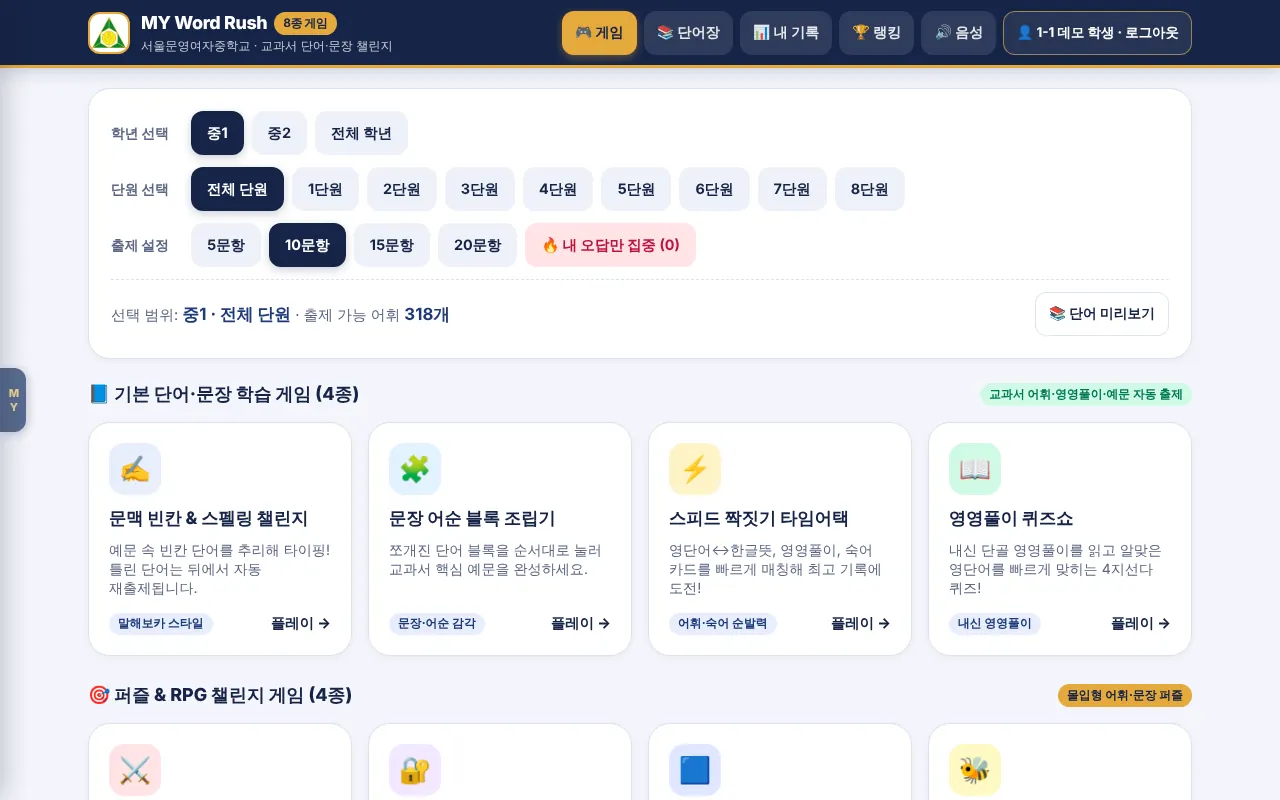 MY Word Rush 8종 게임
서울문영여자중학교 · 교과서 단어·문장 챌린지
🎮 게임
📚 단어장
📊 내 기록
🏆 랭킹
🔊 음성
👤 1-1 데모 학생 · 로그아웃
학년 선택 중1 중2 전체 학년
단원 선택 전체 단원 1단원 2단원 3단원 4단원 5단원 6단원 7단원 8단원
출제 설정 5문항 10문항 15문항 20문항 🔥 내 오답만 집중 (0)
선택 범위: 중1 · 전체 단원 · 출제 가능 어휘 318개
📚 단어 미리보기
M
Y
📘 기본 단어·문장 학습 게임 (4종)
교과서 어휘·영영풀이·예문 자동 출제
문맥 빈칸 & 스펠링 챌린지
예문 속 빈칸 단어를 추리해 타이핑!
틀린 단어는 뒤에서 자동
재출제됩니다.
말해보카 스타일
플레이 →
문장 어순 블록 조립기
쪼개진 단어 블록을 순서대로 눌러
교과서 핵심 예문을 완성하세요.
문장·어순 감각
플레이 →
스피드 짝짓기 타임어택
영단어↔한글뜻, 영영풀이, 숙어
카드를 빠르게 매칭해 최고 기록에
도전!
어휘·숙어 순발력
플레이 →
영영풀이 퀴즈쇼
내신 단골 영영풀이를 읽고 알맞은
영단어를 빠르게 맞히는 4지선다
퀴즈!
내신 영영풀이
플레이 →
🎯 퍼즐 & RPG 챌린지 게임 (4종)
몰입형 어휘·문장 퍼즐